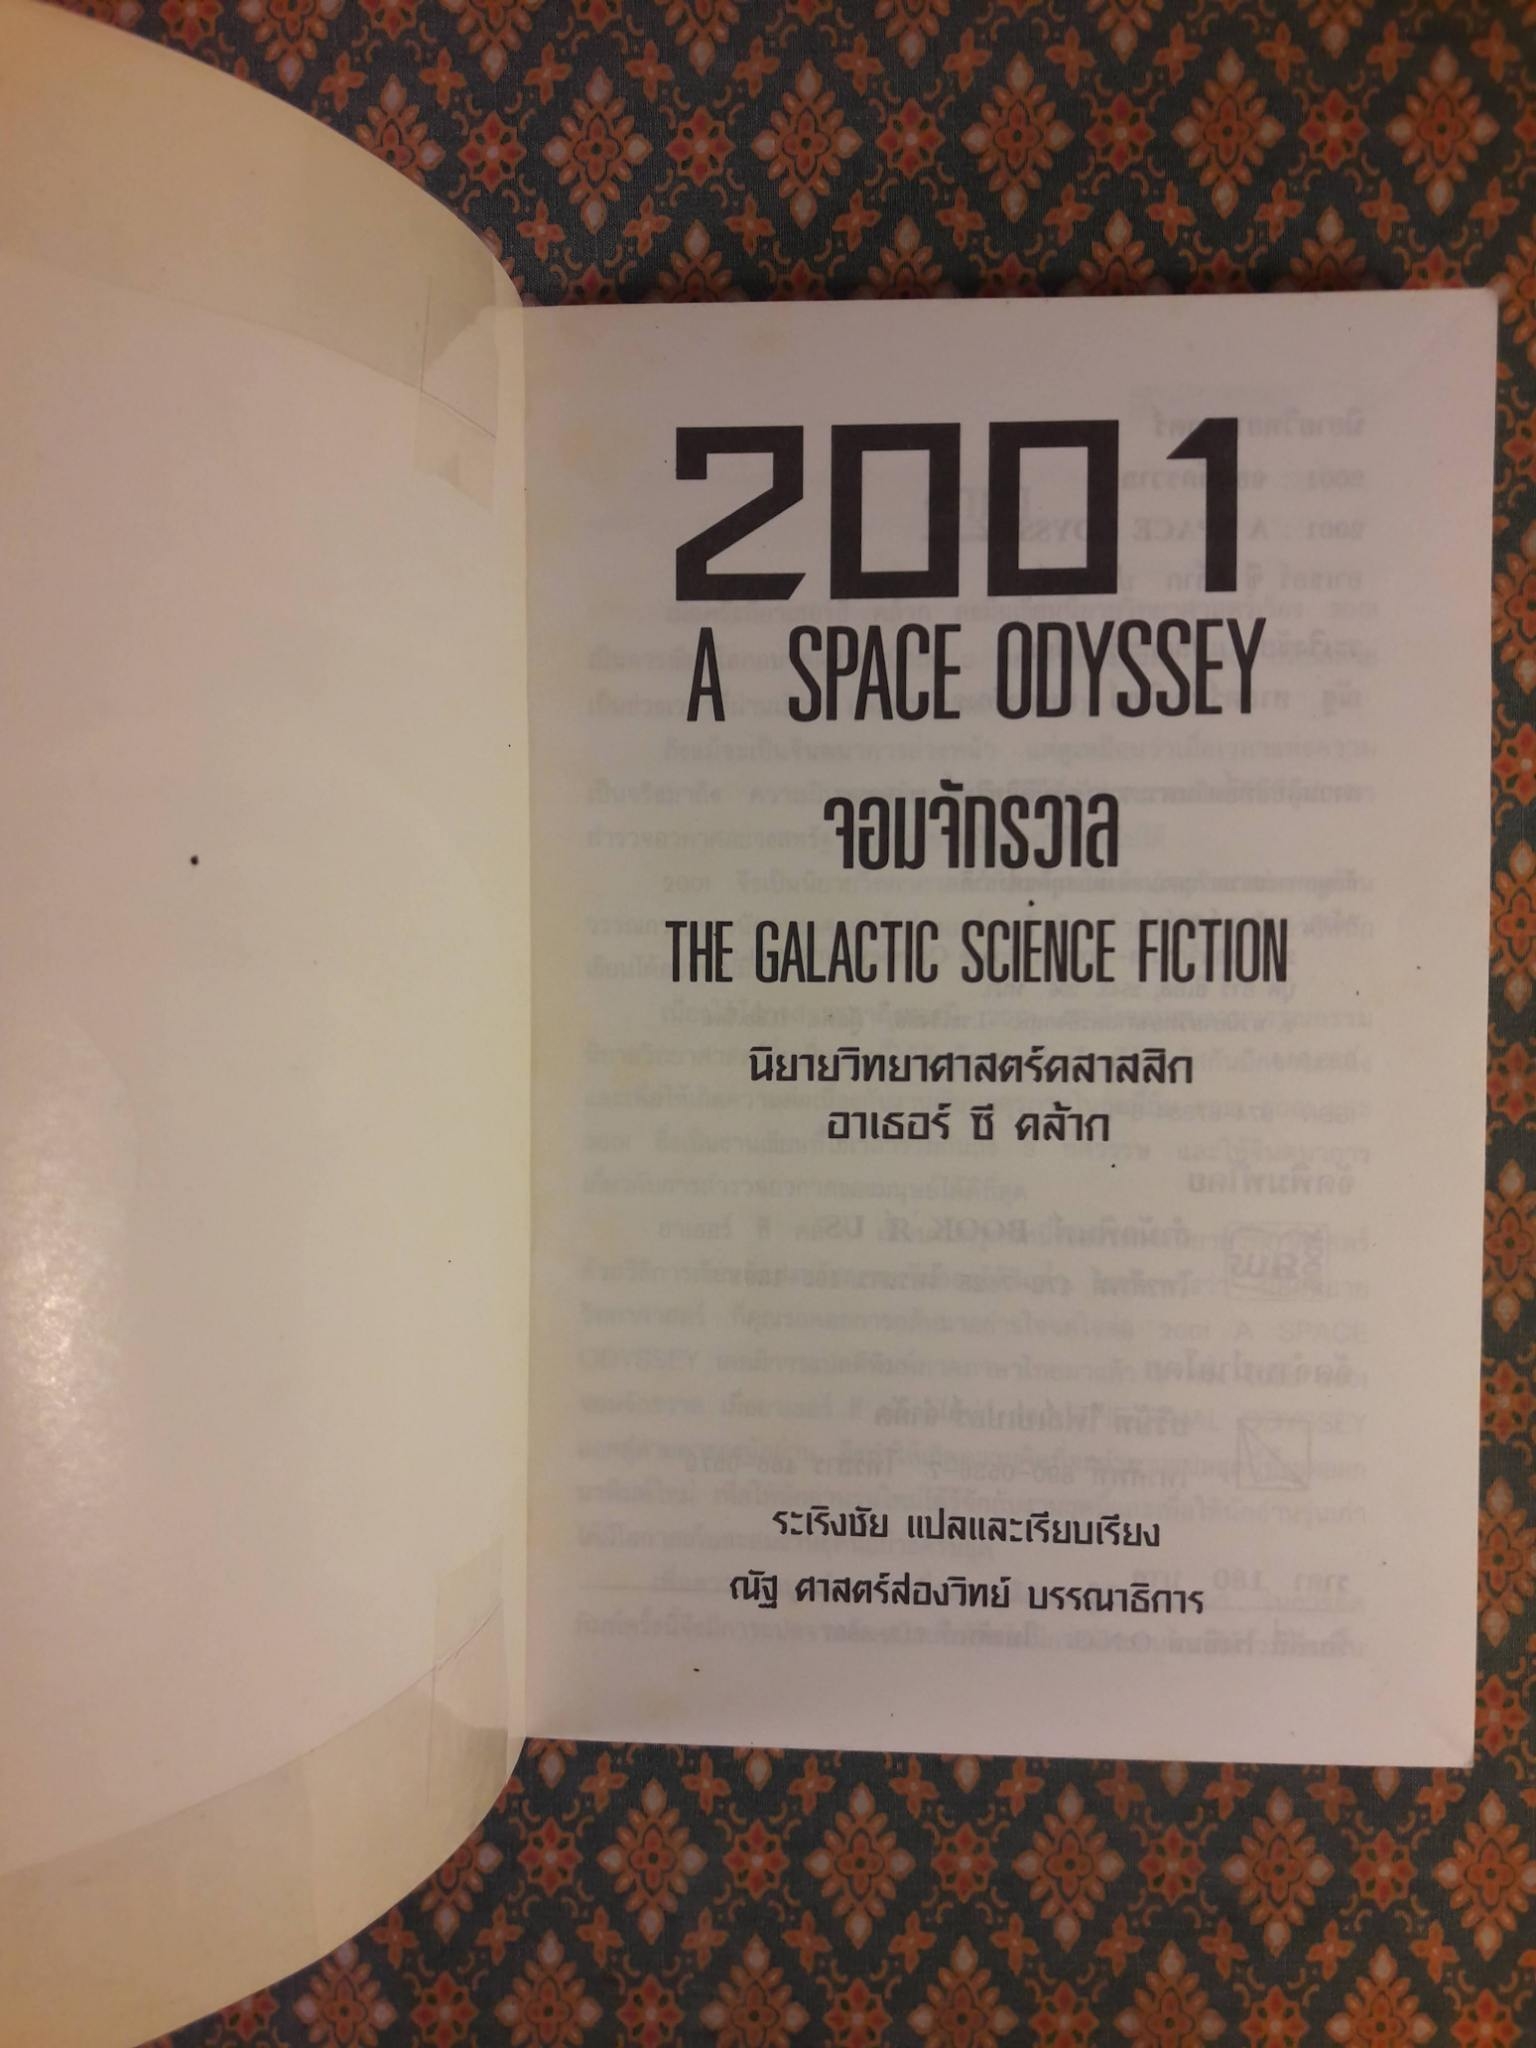 2001
A SPACE ODYSSEY
จอมจักรวาล
THE GALACTIC SCIENCE FICTION
นิยายวิทยาศาสตร์คลาสสิก
อาเธอร์ ซี คล้าก
ระเริงชัย แปลและเรียบเรียง
ณัฐ ศาสตร์ส่องวิทย์ บรรณาธิการ